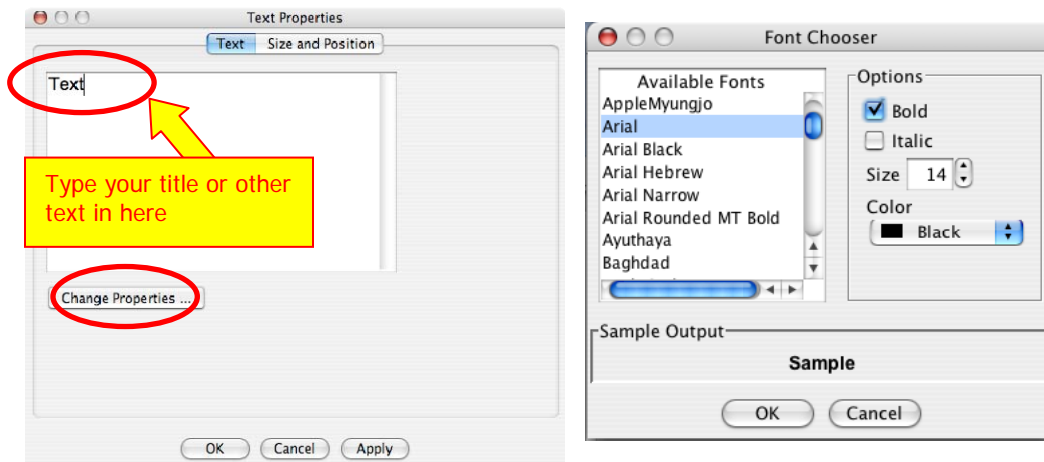 Text Properties
Text Size and Position
Text
Type your title or other
text in here
Change Properties ...
OK Cancel Apply
Font Chooser
Available Fonts
AppleMyungjo
Arial
Arial Black
Arial Hebrew
Arial Narrow
Arial Rounded MT Bold
Ayuthaya
Baghdad
Options
Bold
Italic
Size 14
Color
Black
Sample Output
Sample
OK Cancel